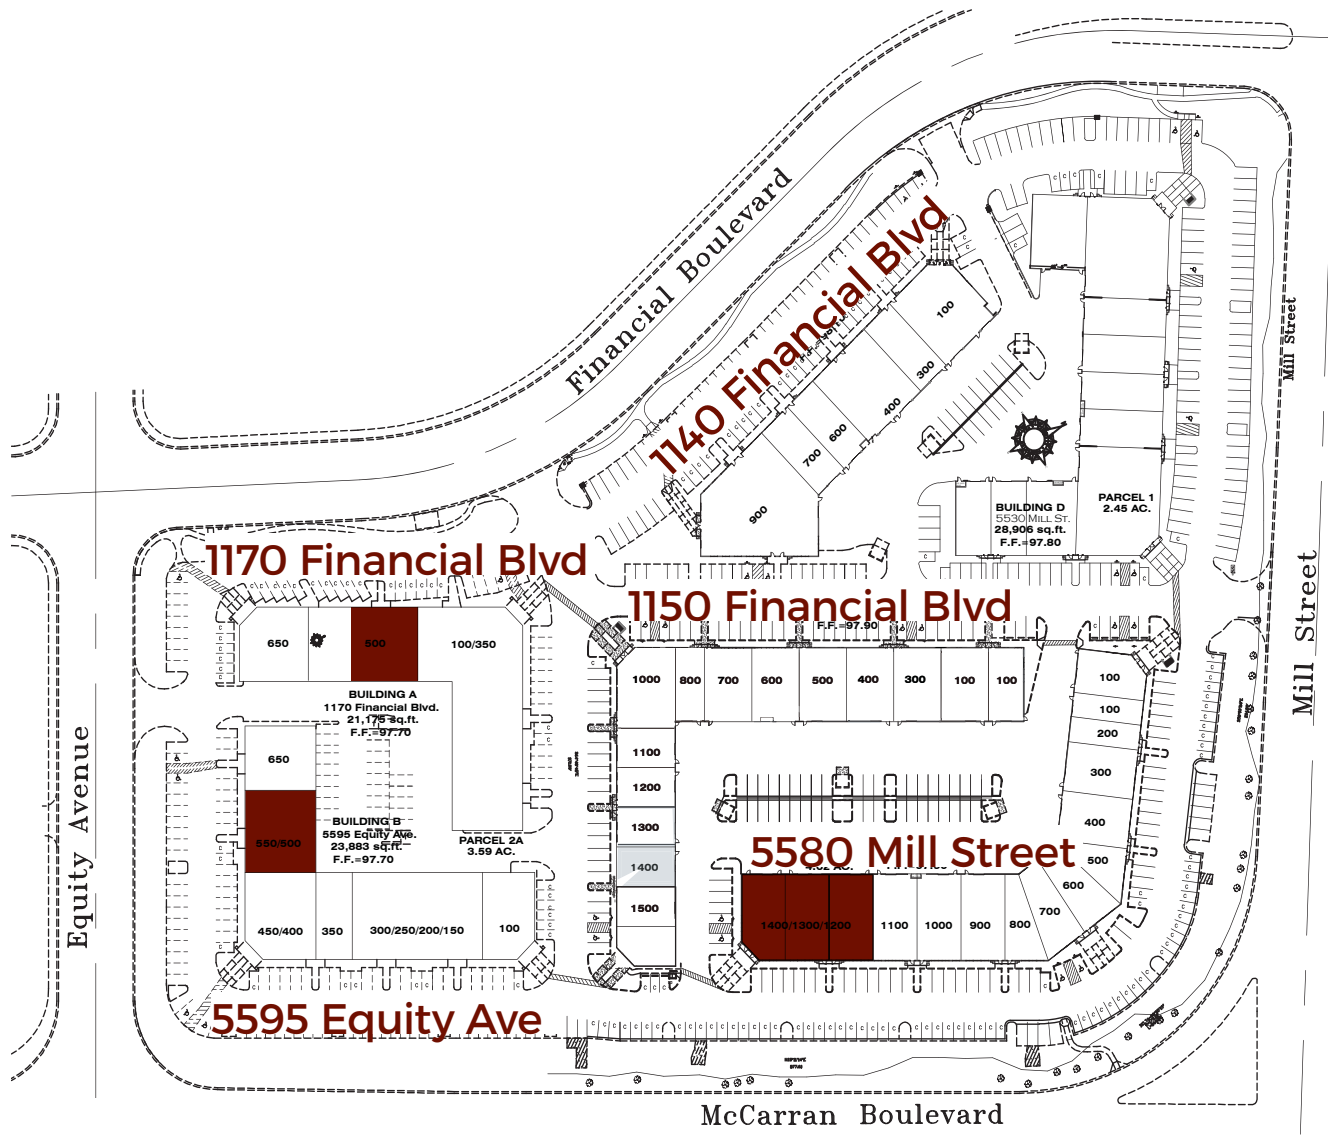 Financial Boulevard
1140 Financial Blvd
100
300
400
600
700
900
Mill Street
BUILDING D
5530 MILL ST.
28,906 sq.ft.
F.F.=97.80
PARCEL 1
2.45 AC.
1170 Financial Blvd
650
500
100/350
BUILDING A
1170 Financial Blvd.
21,175 sq.ft.
F.F.=97.70
1150 Financial Blvd
F.F.=97.90
1000
800
700
600
500
400
300
100
100
1100
1200
1300
1400
1500
650
550/500
BUILDING B
5595 Equity Ave.
23,883 sq.ft.
F.F.=97.70
PARCEL 2A
3.59 AC.
450/400
350
300/250/200/150
100
5595 Equity Ave
Equity Avenue
100
100
200
300
400
500
600
700
5580 Mill Street
1400/1300/1200
1100
1000
900
800
Mill Street
McCarran Boulevard